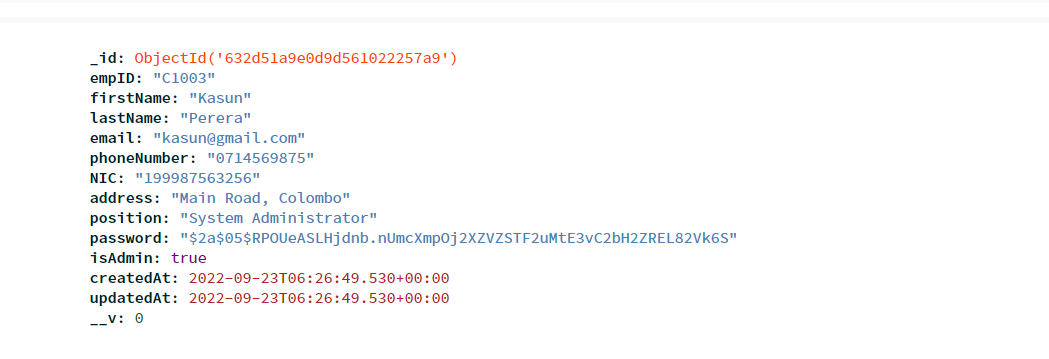 _id: ObjectId('632d51a9e0d9d561022257a9')
empID: "C1003"
firstName: "Kasun"
lastName: "Perera"
email: "kasun@gmail.com"
phoneNumber: "0714569875"
NIC: "199987563256"
address: "Main Road, Colombo"
position: "System Administrator"
password: "$2a$05$RPOUeASLHjdnb.nUmcXmpOj2XZVZSTF2uMtE3vC2bH2ZREL82Vk6S"
isAdmin: true
createdAt: 2022-09-23T06:26:49.530+00:00
updatedAt: 2022-09-23T06:26:49.530+00:00
__v: 0